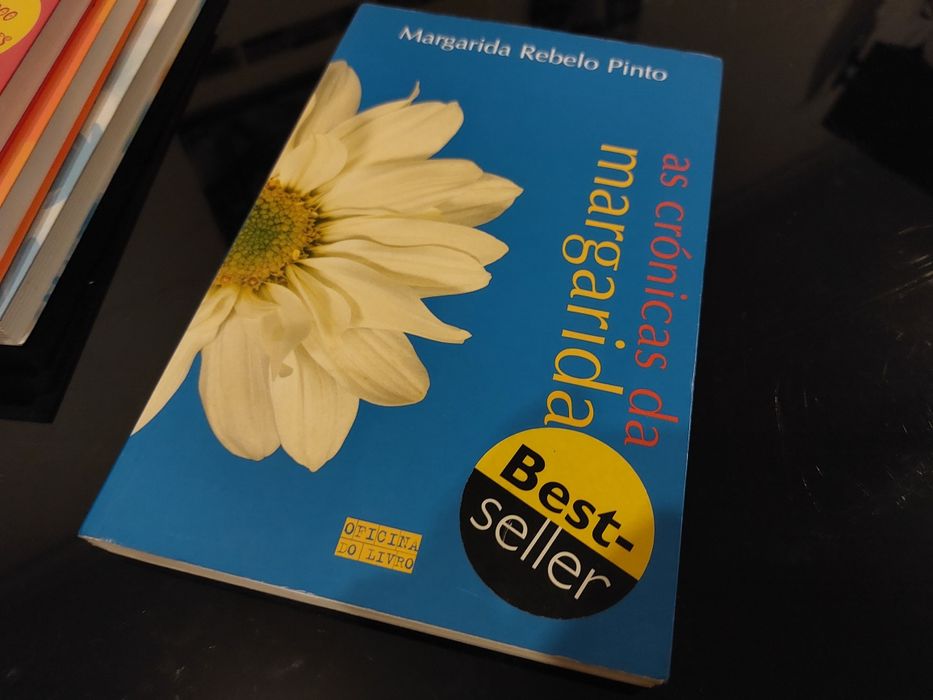 Margarida Rebelo Pinto
as crónicas da
margarida
Best-
seller
OFICINA
DO LIVRO